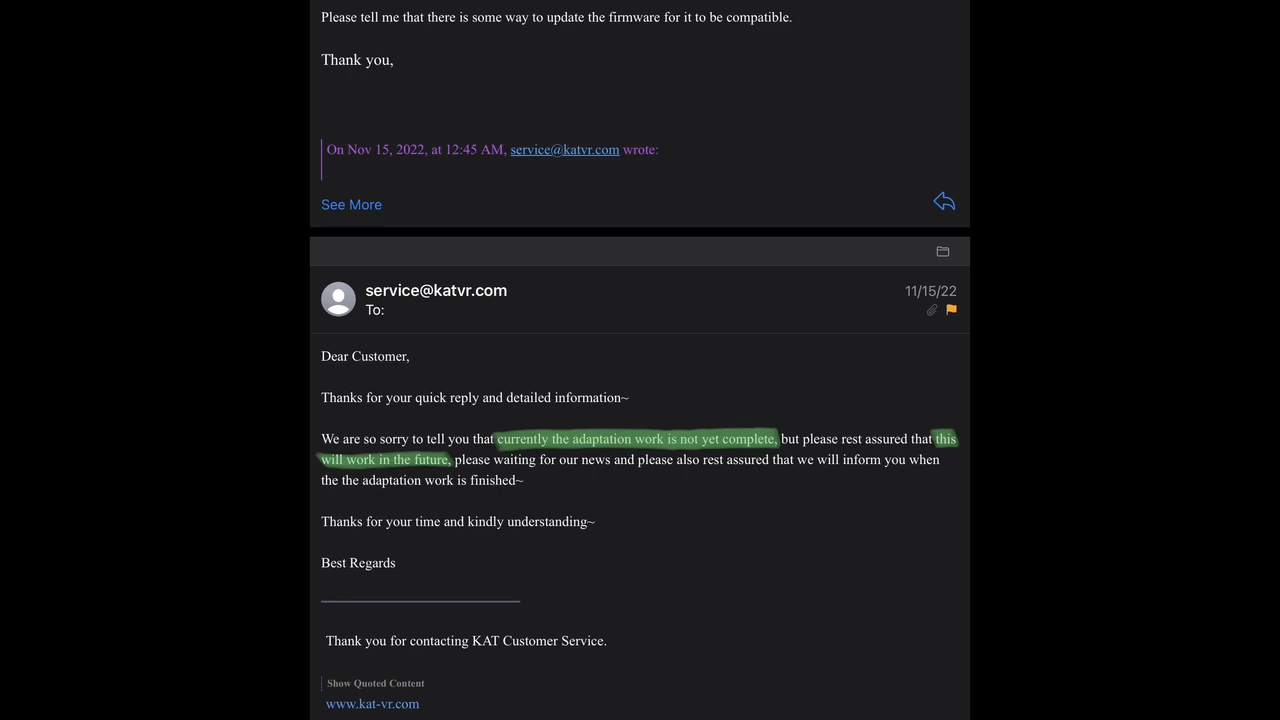 Please tell me that there is some way to update the firmware for it to be compatible.
Thank you,
On Nov 15, 2022, at 12:45 AM, service@katvr.com wrote:
See More
service@katvr.com
11/15/22
To:
Dear Customer,
Thanks for your quick reply and detailed information~
We are so sorry to tell you that currently the adaptation work is not yet complete, but please rest assured that this
will work in the future, please waiting for our news and please also rest assured that we will inform you when
the the adaptation work is finished~
Thanks for your time and kindly understanding~
Best Regards
Thank you for contacting KAT Customer Service.
Show Quoted Content
www.kat-vr.com